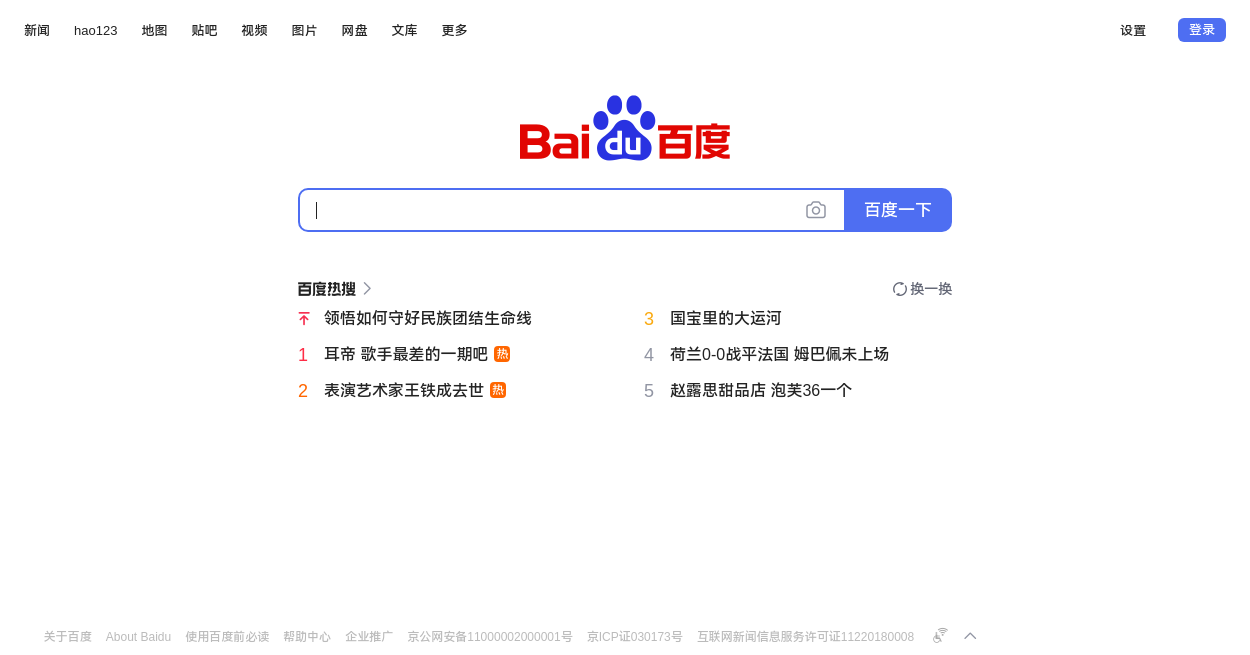 新闻 hao123 地图 贴吧 视频 图片 网盘 文库 更多 设置 登录
Bai du 百度
百度一下
百度热搜 换一换
领悟如何守好民族团结生命线
1 耳帝 歌手最差的一期吧 热
2 表演艺术家王铁成去世 热
3 国宝里的大运河
4 荷兰0-0战平法国 姆巴佩未上场
5 赵露思甜品店 泡芙36一个
关于百度 About Baidu 使用百度前必读 帮助中心 企业推广 京公网安备11000002000001号 京ICP证030173号 互联网新闻信息服务许可证11220180008